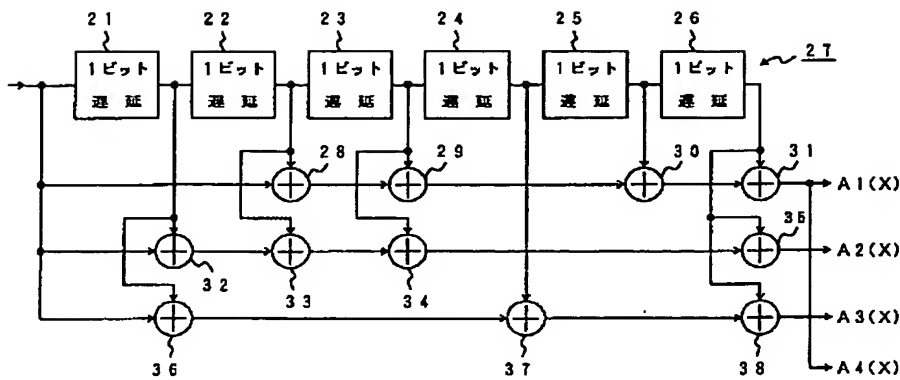 21 22 23 24 25 26 27
1ビット 1ビット 1ビット 1ビット 1ビット 1ビット
遅延 遅延 遅延 遅延 遅延 遅延
28 29 30 31
A1(X)
35
A2(X)
32 33 34
A3(X)
36 37 38
A4(X)